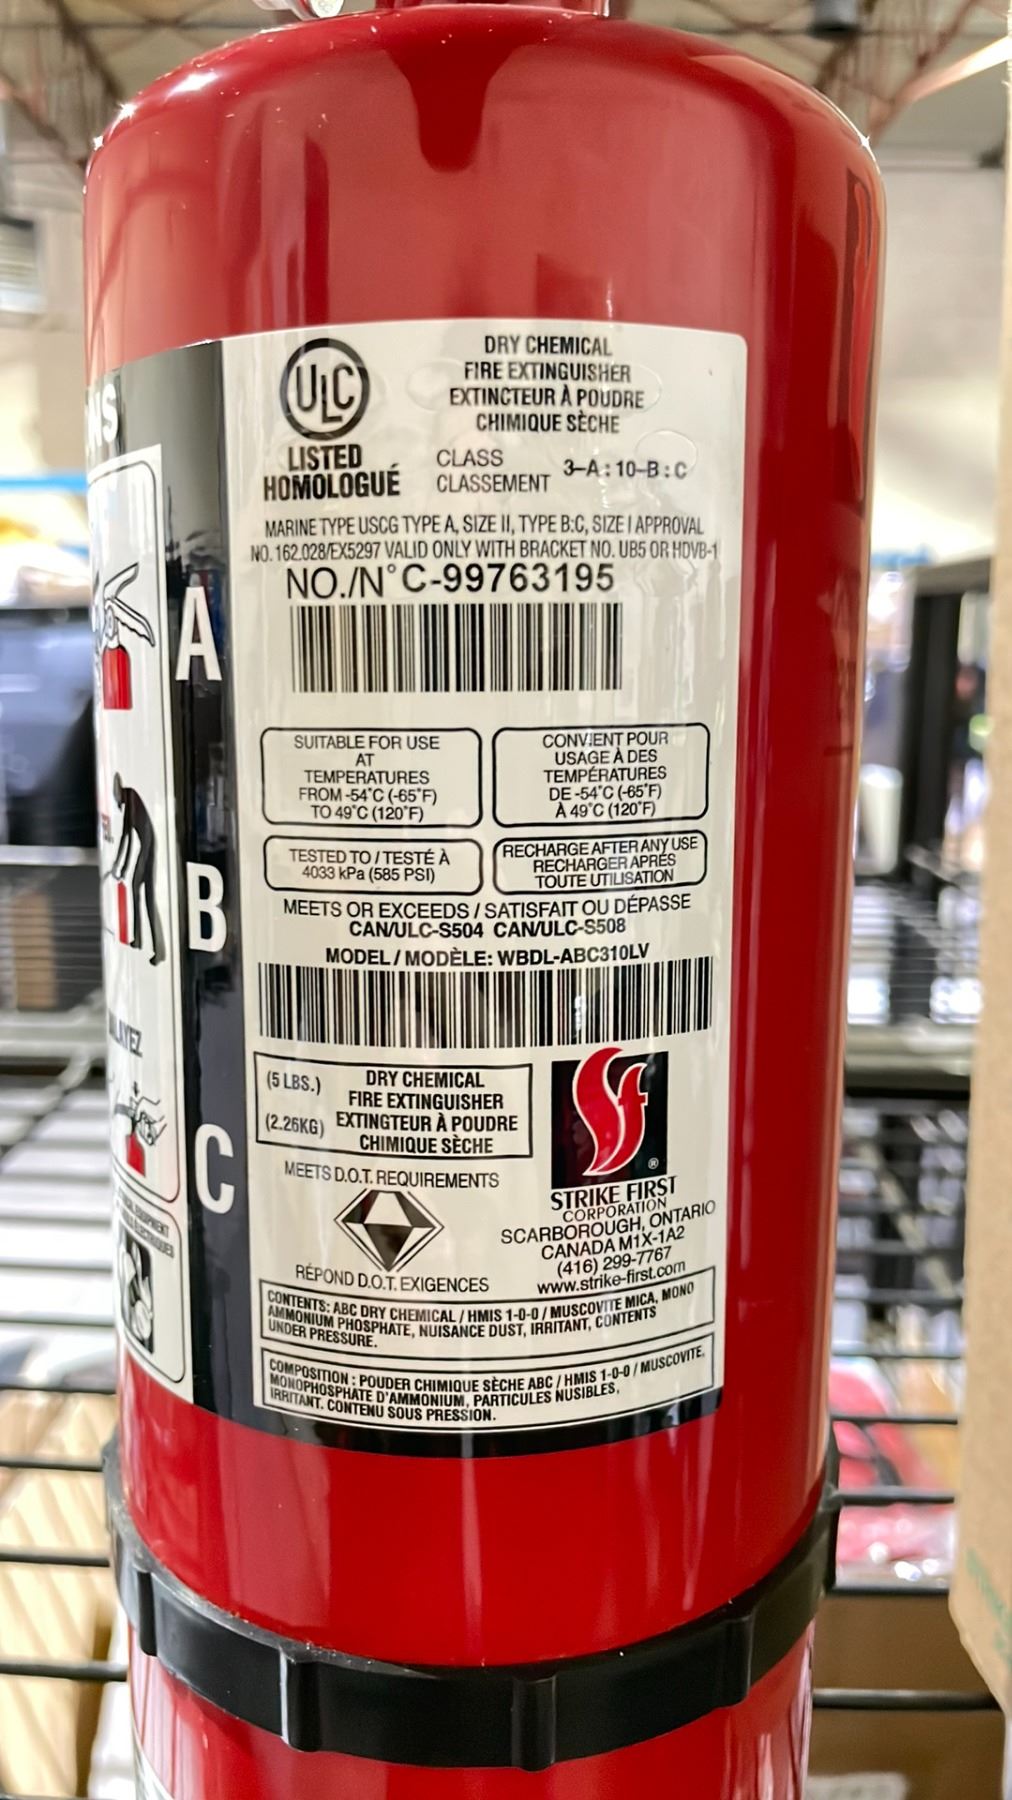 NS
A
B
C
ULC
LISTED
HOMOLOGUÉ
DRY CHEMICAL
FIRE EXTINGUISHER
EXTINCTEUR À POUDRE
CHIMIQUE SÈCHE
CLASS
CLASSEMENT
3-A : 10-B : C
MARINE TYPE USCG TYPE A, SIZE II, TYPE B:C, SIZE I APPROVAL
NO. 162.028/EX5297 VALID ONLY WITH BRACKET NO. UB5 OR HDVB-1
NO./N°C-99763195
SUITABLE FOR USE
AT
TEMPERATURES
FROM -54°C (-65°F)
TO 49°C (120°F)
CONVIENT POUR
USAGE À DES
TEMPÉRATURES
DE -54°C (-65°F)
À 49°C (120°F)
TESTED TO / TESTÉ À
4033 kPa (585 PSI)
RECHARGE AFTER ANY USE
RECHARGER APRÉS
TOUTE UTILISATION
MEETS OR EXCEEDS / SATISFAIT OU DÉPASSE
CAN/ULC-S504 CAN/ULC-S508
MODEL / MODÈLE: WBDL-ABC310LV
(5 LBS.)
(2.26KG)
DRY CHEMICAL
FIRE EXTINGUISHER
EXTINGTEUR À POUDRE
CHIMIQUE SÈCHE
MEETS D.O.T. REQUIREMENTS
RÉPOND D.O.T. EXIGENCES
®
STRIKE FIRST
CORPORATION
SCARBOROUGH, ONTARIO
CANADA M1X-1A2
(416) 299-7767
www.strike-first.com
CONTENTS: ABC DRY CHEMICAL / HMIS 1-0-0 / MUSCOVITE MICA, MONO
AMMONIUM PHOSPHATE, NUISANCE DUST, IRRITANT, CONTENTS
UNDER PRESSURE.
COMPOSITION : POUDER CHIMIQUE SÈCHE ABC / HMIS 1-0-0 / MUSCOVITE,
MONOPHOSPHATE D'AMMONIUM, PARTICULES NUSIBLES,
IRRITANT. CONTENU SOUS PRESSION.